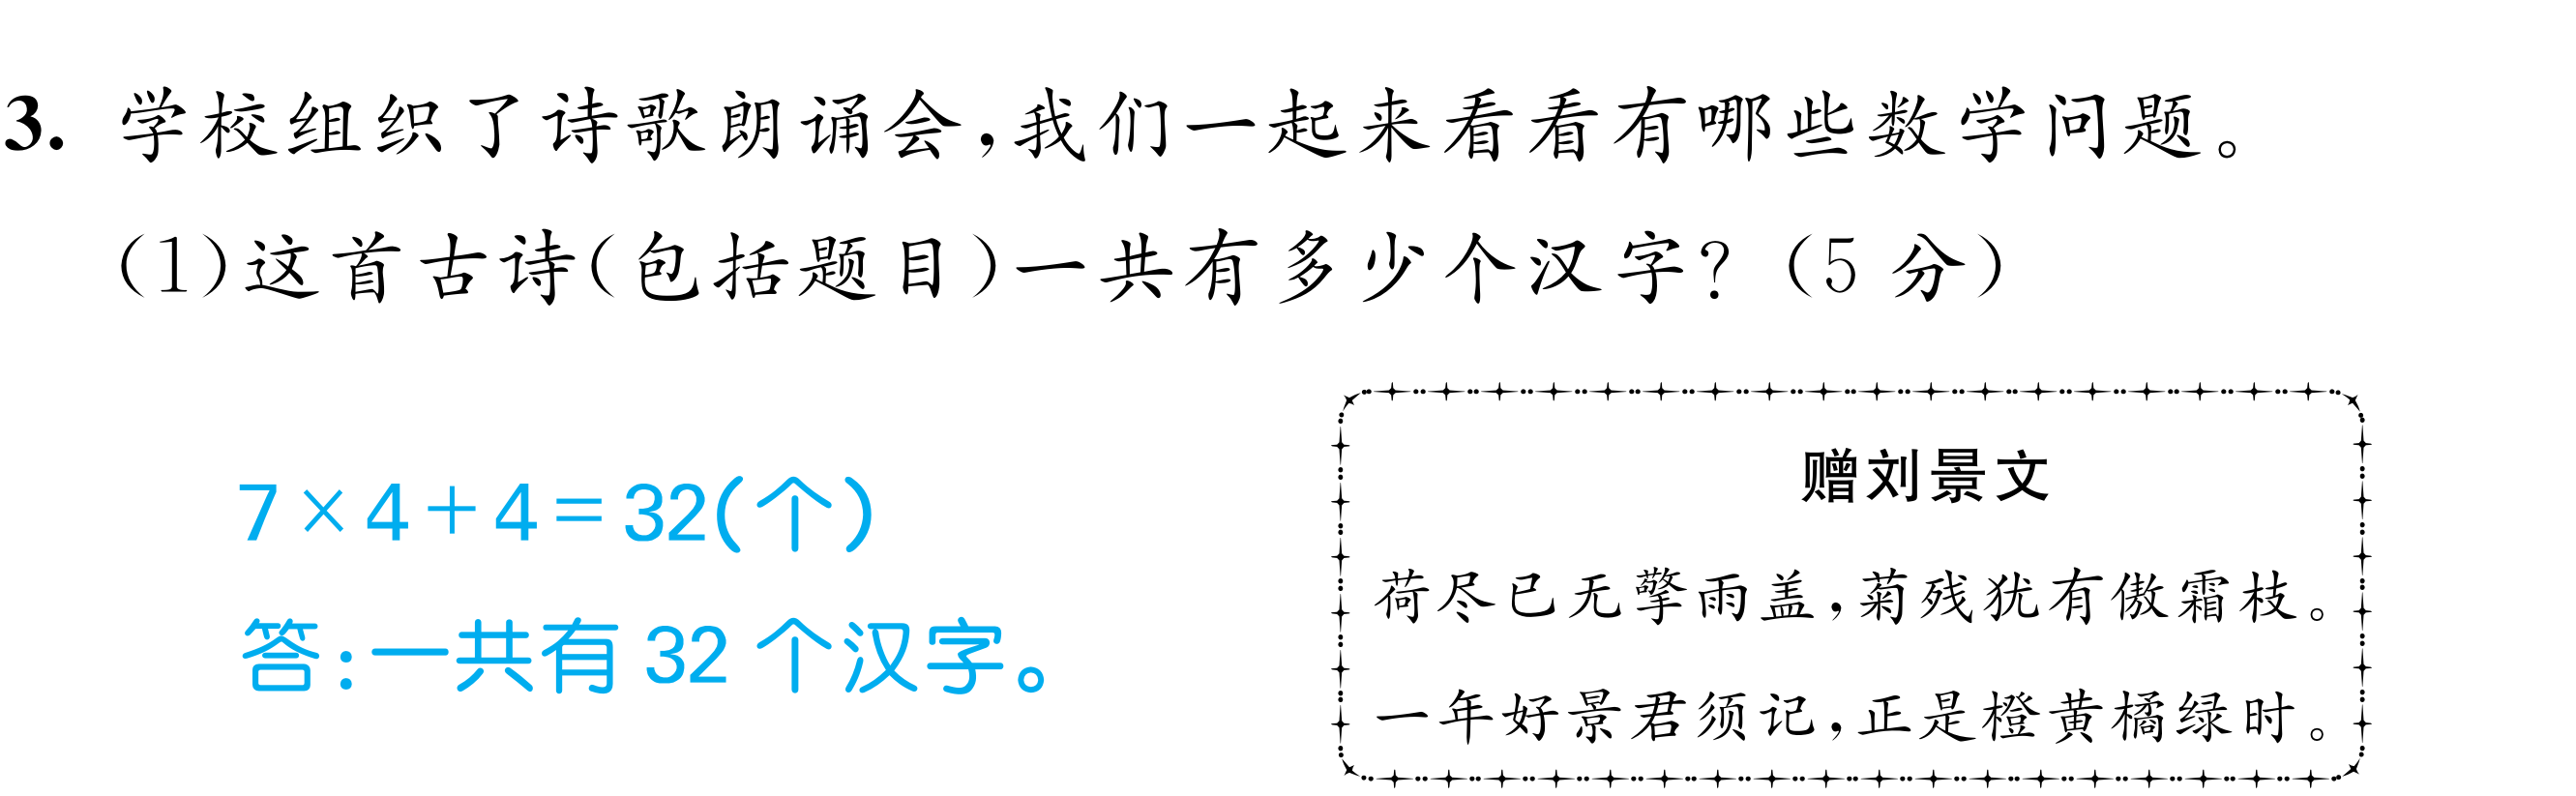 3. 学校组织了诗歌朗诵会,我们一起来看看有哪些数学问题。
(1)这首古诗(包括题目)一共有多少个汉字?(5 分)
7×4+4=32(个)
答:一共有 32 个汉字。
赠刘景文
荷尽已无擎雨盖,菊残犹有傲霜枝。
一年好景君须记,正是橙黄橘绿时。